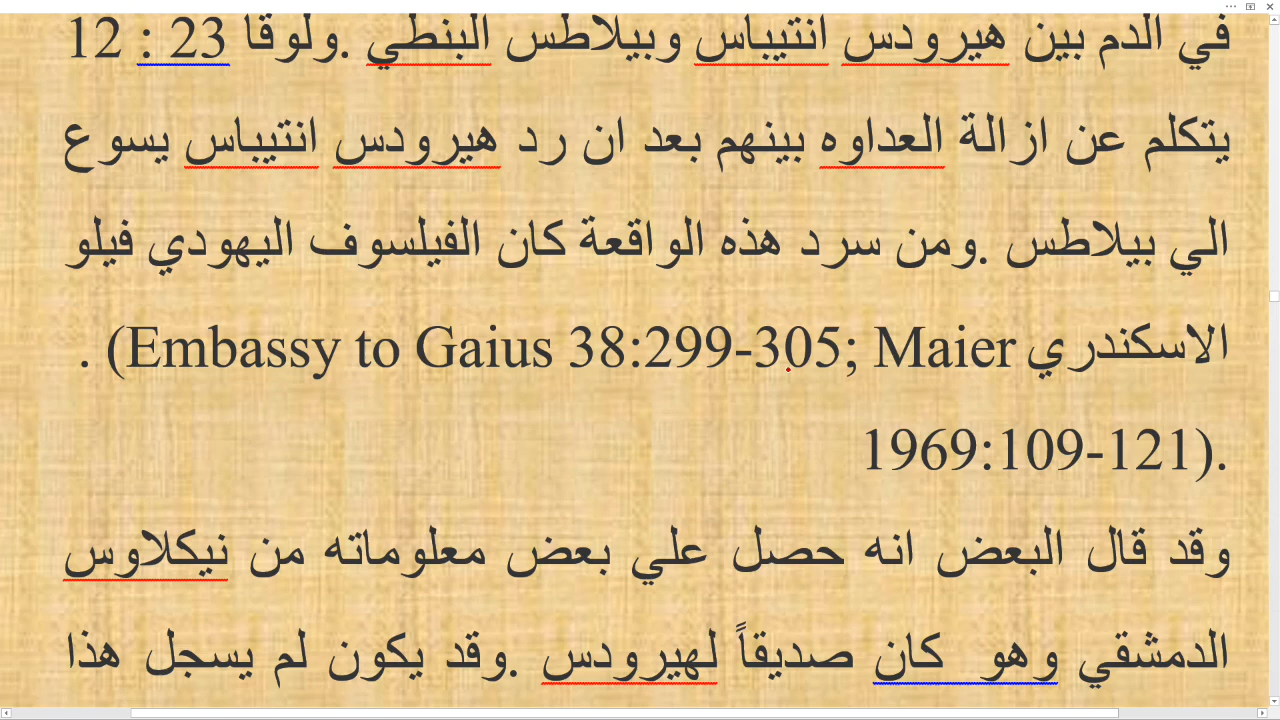 في الدم بين هيرودس انتيباس وبيلاطس البنطي .ولوقا 23 : 12
يتكلم عن ازالة العداوه بينهم بعد ان رد هيرودس انتيباس يسوع
الي بيلاطس .ومن سرد هذه الواقعة كان الفيلسوف اليهودي فيلو
الاسكندري Embassy to Gaius 38:299-305; Maier) .
1969:109-121).
وقد قال البعض انه حصل علي بعض معلوماته من نيكلاوس
الدمشقي وهو كان صديقاً لهيرودس .وقد يكون لم يسجل هذا